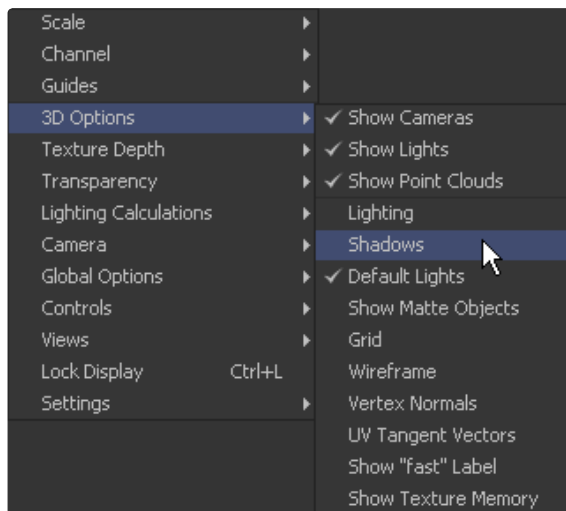 Scale
Channel
Guides
3D Options
Texture Depth
Transparency
Lighting Calculations
Camera
Global Options
Controls
Views
Lock Display Ctrl+L
Settings
Show Cameras
Show Lights
Show Point Clouds
Lighting
Shadows
Default Lights
Show Matte Objects
Grid
Wireframe
Vertex Normals
UV Tangent Vectors
Show "fast" Label
Show Texture Memory